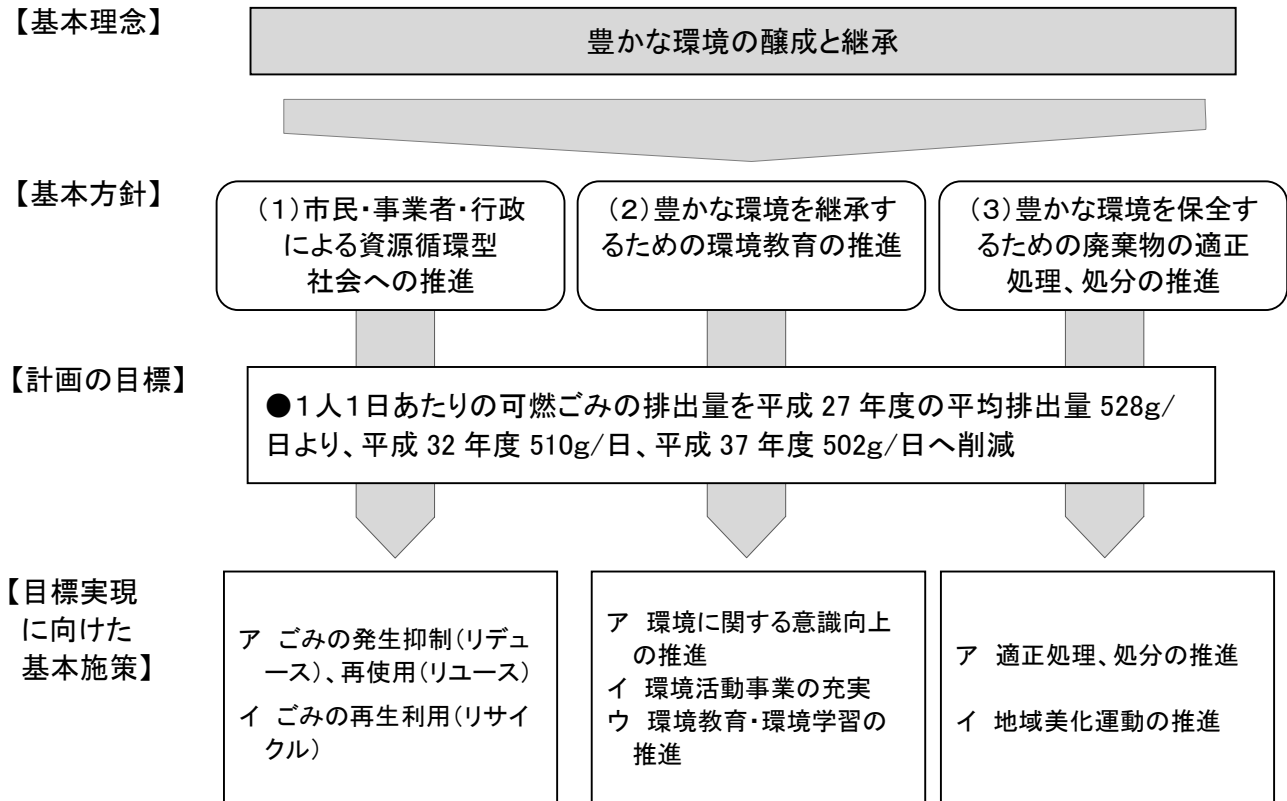 【基本理念】
豊かな環境の醸成と継承
【基本方針】
(1)市民・事業者・行政
による資源循環型
社会への推進
(2)豊かな環境を継承す
るための環境教育の推進
(3)豊かな環境を保全す
るための廃棄物の適正
処理、処分の推進
【計画の目標】
●1人1日あたりの可燃ごみの排出量を平成 27 年度の平均排出量 528g/
日より、平成 32 年度 510g/日、平成 37 年度 502g/日へ削減
【目標実現
に向けた
基本施策】
ア ごみの発生抑制(リデュ
ース)、再使用(リユース)
イ ごみの再生利用(リサイ
クル)
ア 環境に関する意識向上
の推進
イ 環境活動事業の充実
ウ 環境教育・環境学習の
推進
ア 適正処理、処分の推進
イ 地域美化運動の推進